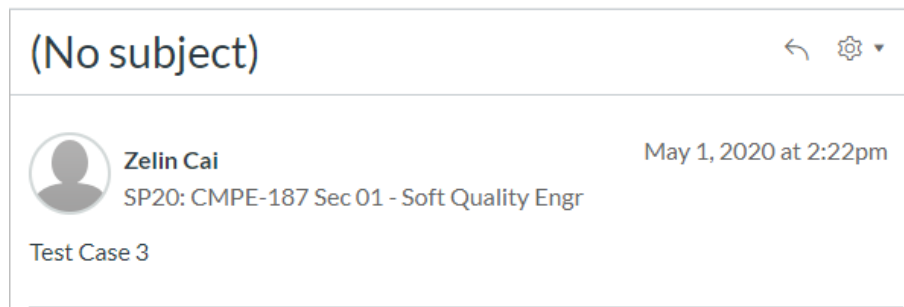 (No subject)
Zelin Cai
May 1, 2020 at 2:22pm
SP20: CMPE-187 Sec 01 - Soft Quality Engr
Test Case 3